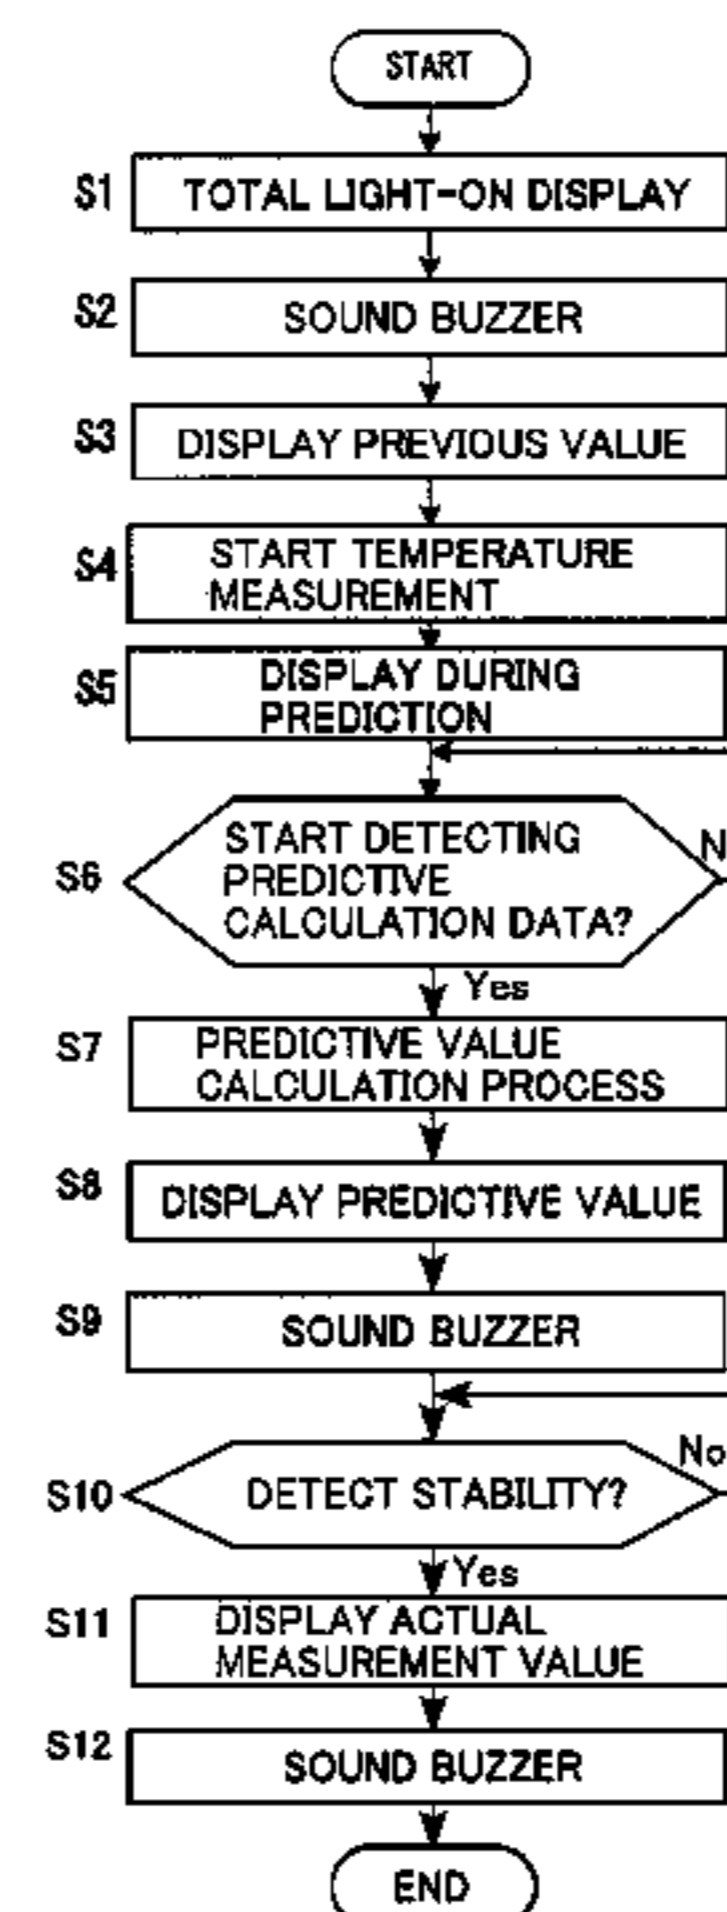 START
S1 TOTAL LIGHT-ON DISPLAY
S2 SOUND BUZZER
S3 DISPLAY PREVIOUS VALUE
S4 START TEMPERATURE
MEASUREMENT
S5 DISPLAY DURING
PREDICTION
START DETECTING
N
S6 PREDICTIVE
CALCULATION DATA?
Yes
S7 PREDICTIVE VALUE
CALCULATION PROCESS
S8 DISPLAY PREDICTIVE VALUE
S9 SOUND BUZZER
No
S10 DETECT STABILITY?
Yes
S11 DISPLAY ACTUAL
MEASUREMENT VALUE
S12 SOUND BUZZER
END